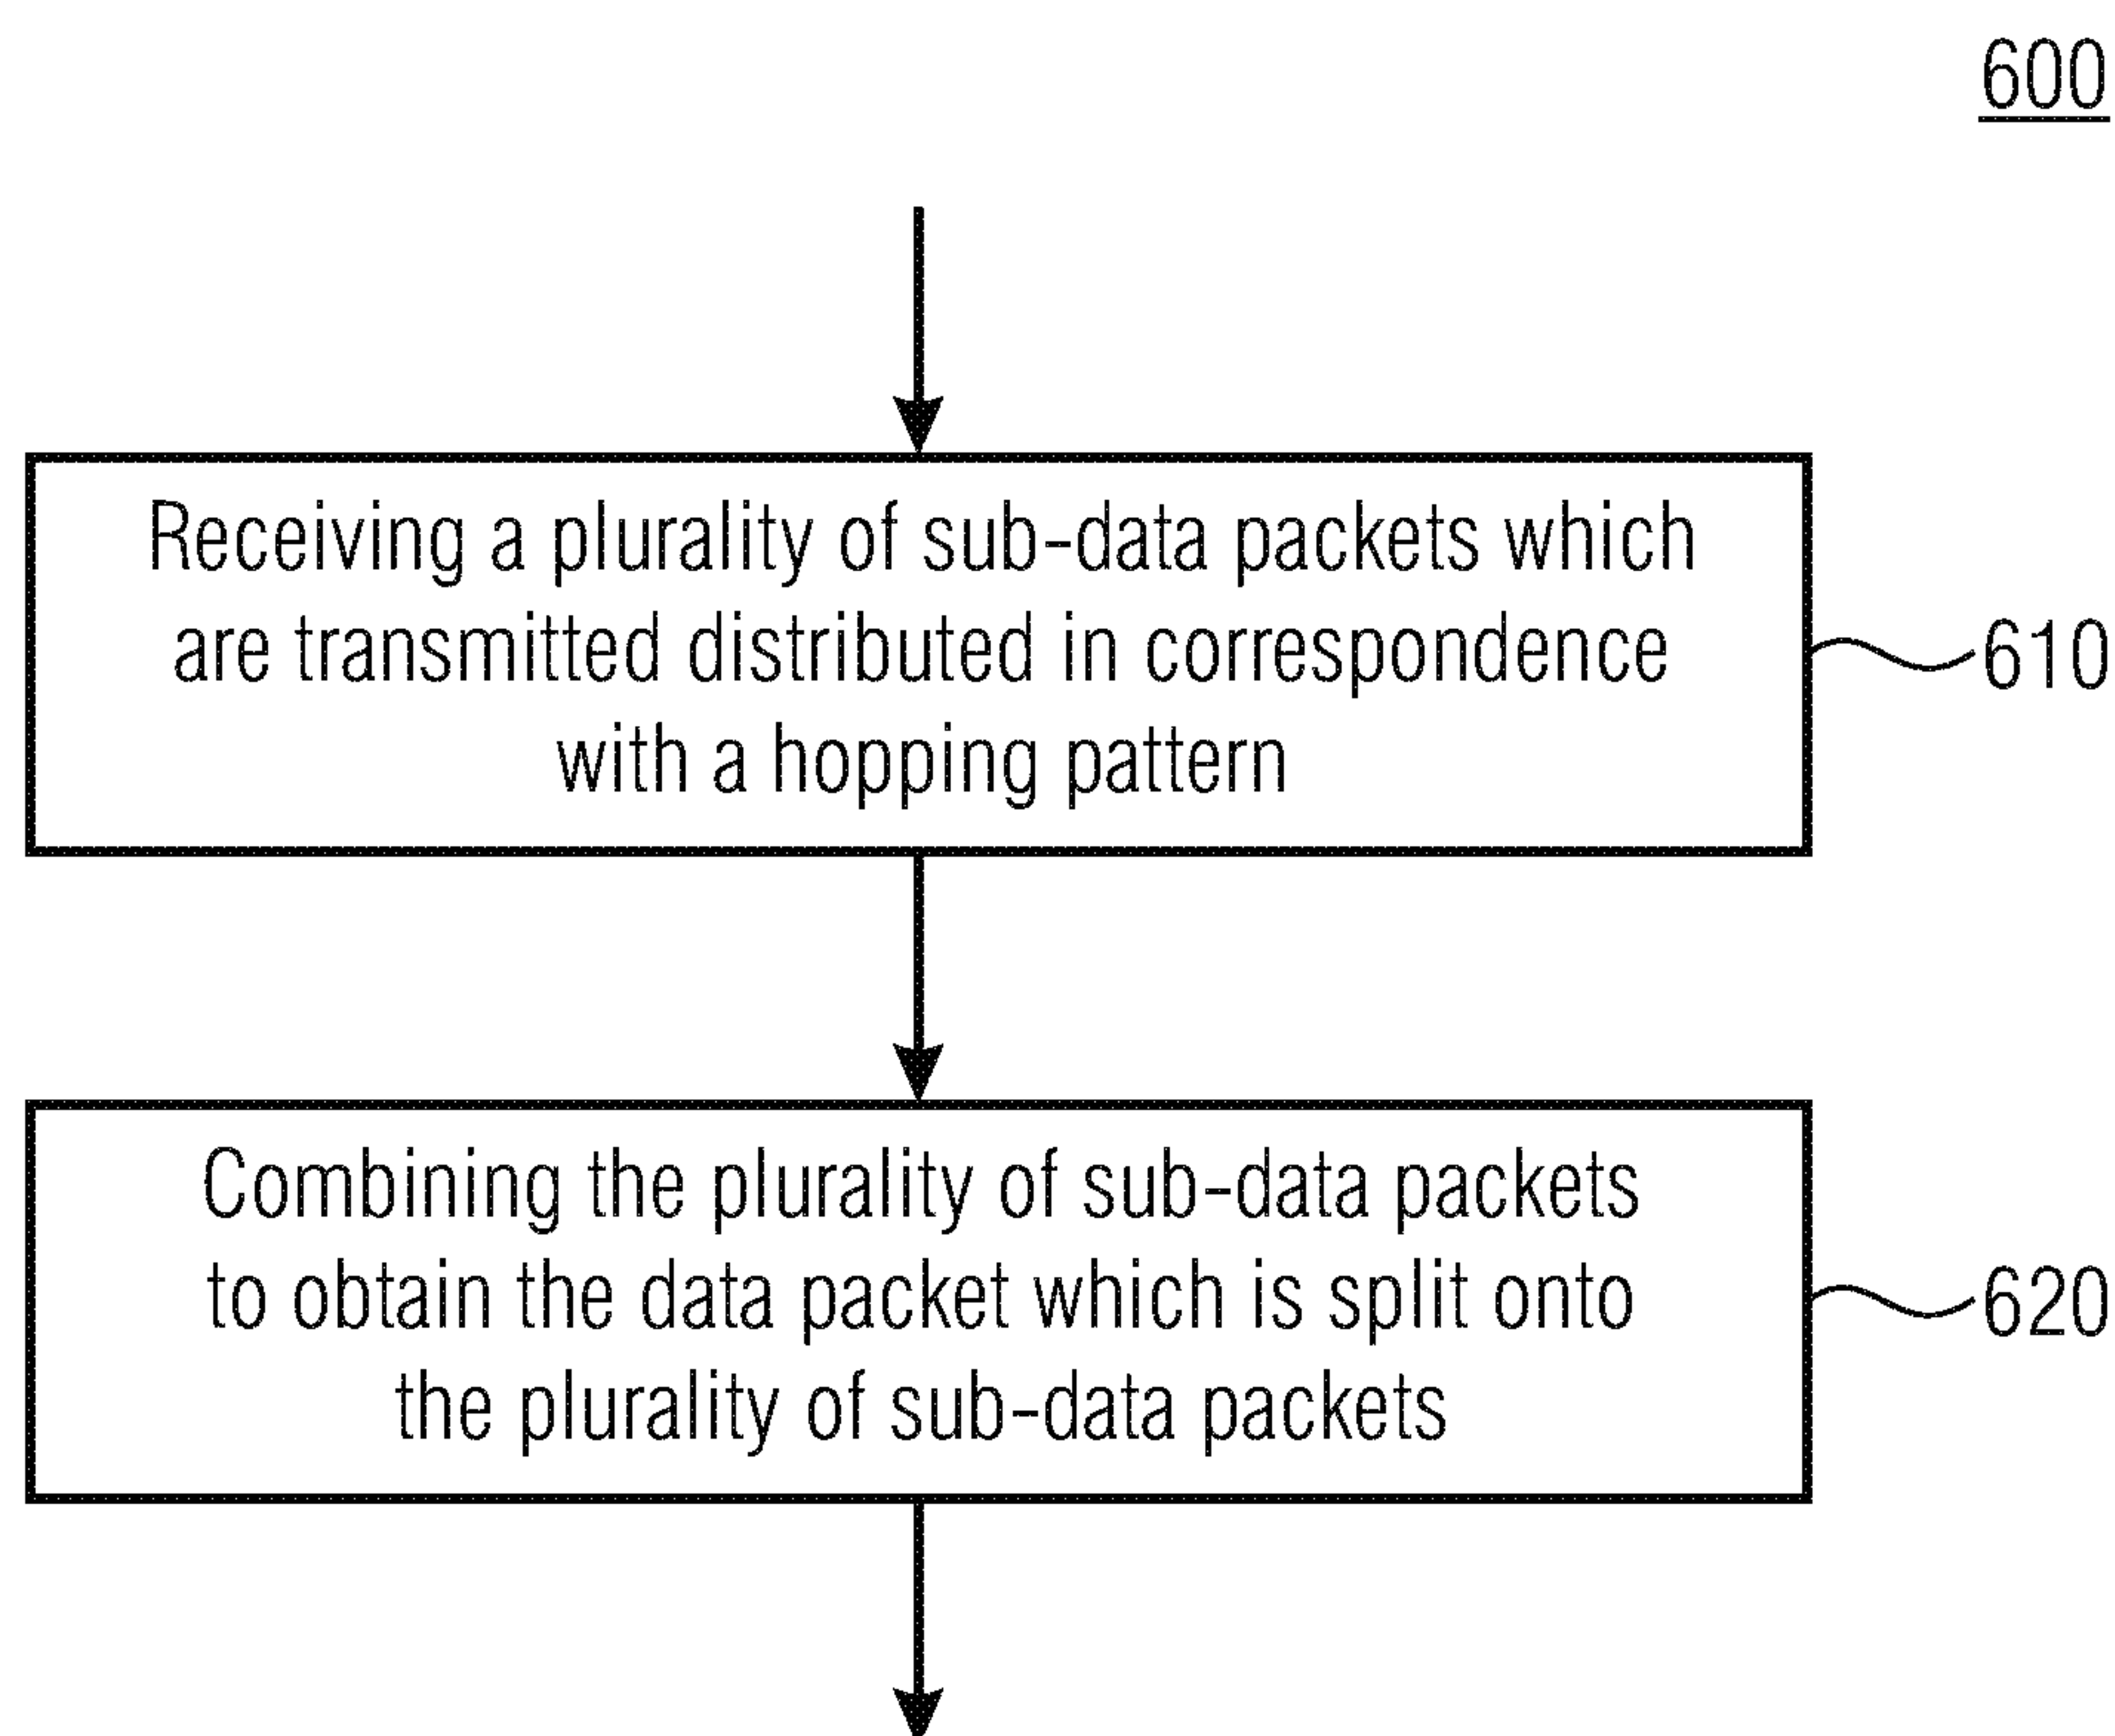 600
Receiving a plurality of sub-data packets which
are transmitted distributed in correspondence
with a hopping pattern
610
Combining the plurality of sub-data packets
to obtain the data packet which is split onto
the plurality of sub-data packets
620